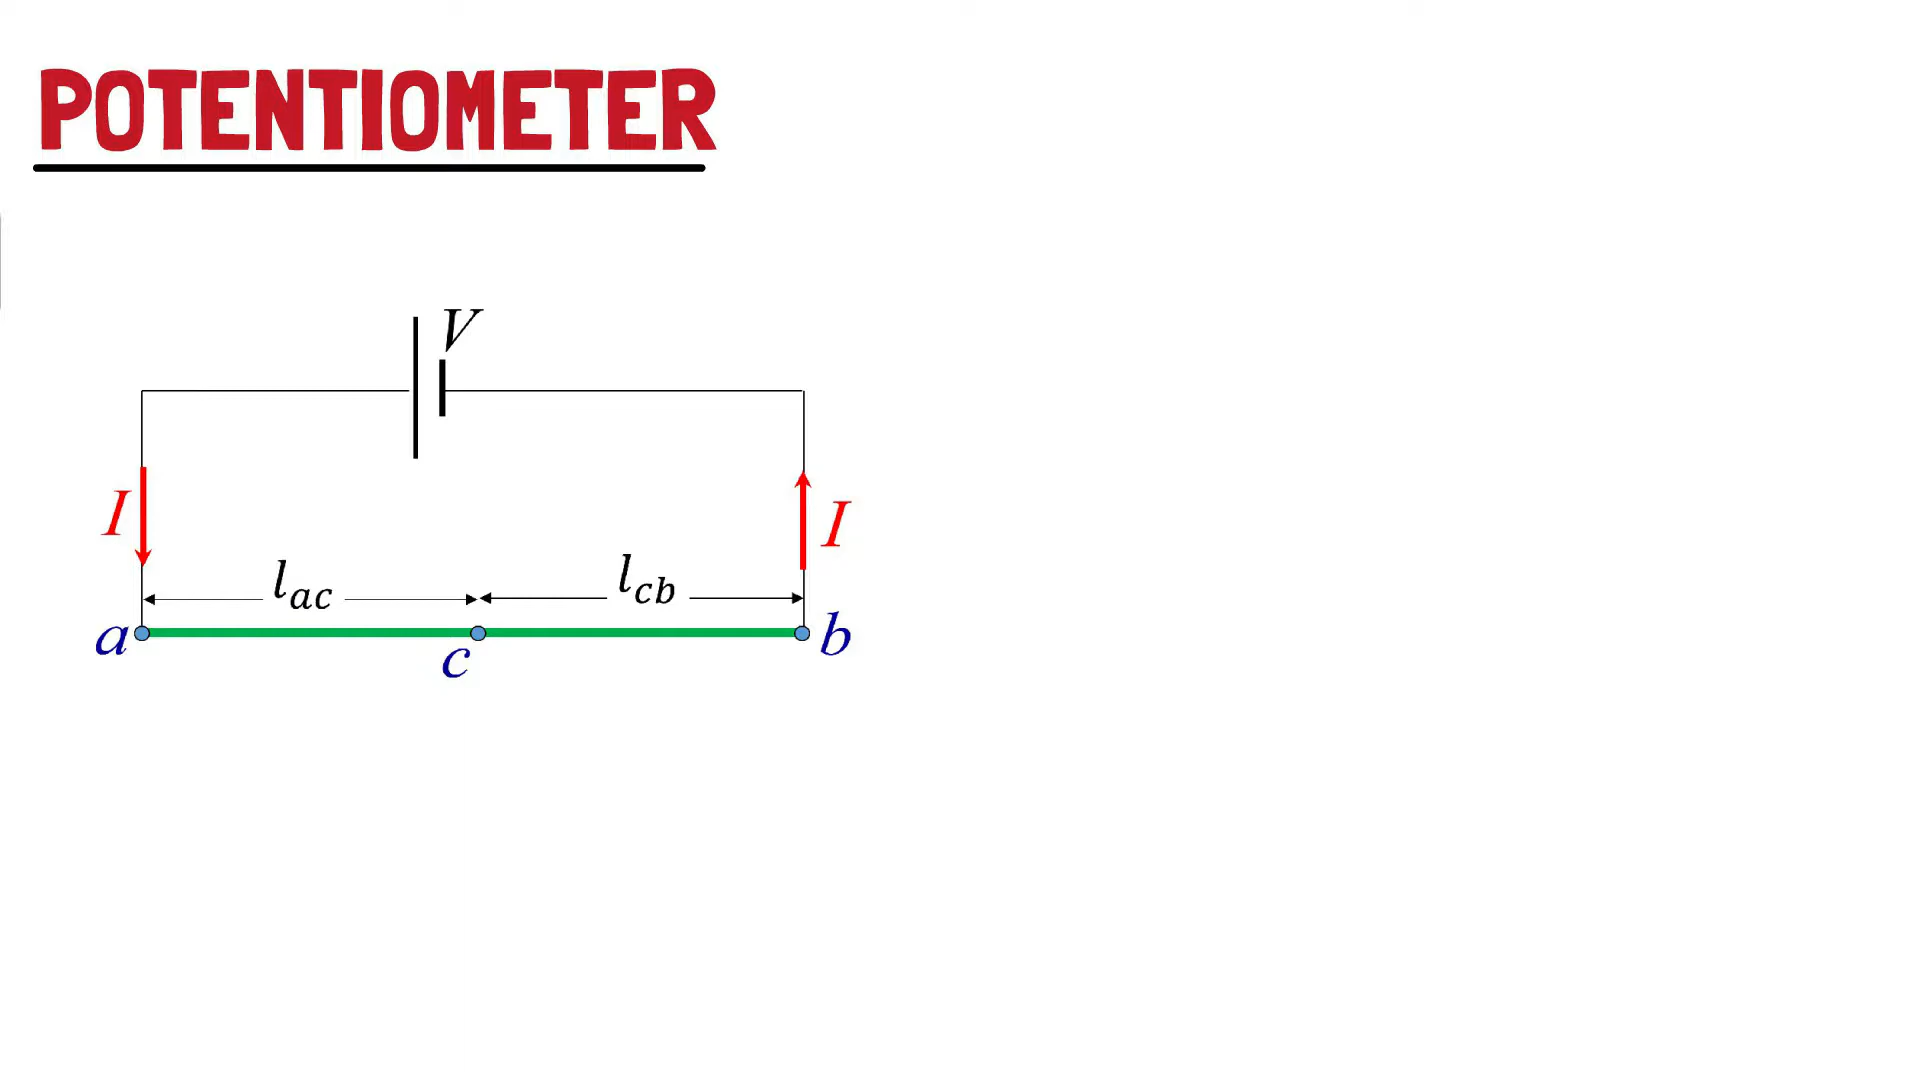 POTENTIOMETER
V
I
I
l_ac
l_cb
a
c
b